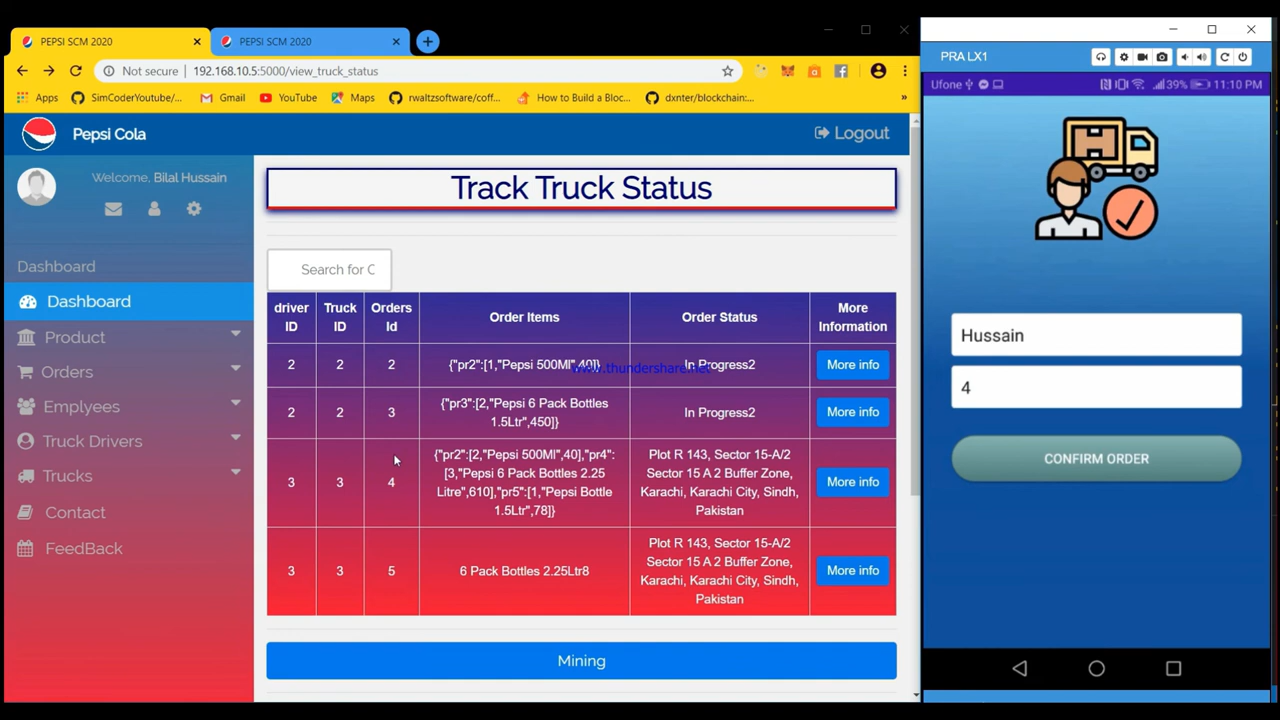 PEPSI SCM 2020
PEPSI SCM 2020
PRA LX1
Not secure 192.168.10.5:5000/view_truck_status
Ufone 39% 11:10 PM
Apps SimCoderYoutube/... Gmail YouTube Maps rwaltzsoftware/coff... How to Build a Bloc... dxnter/blockchain:... »
Pepsi Cola
Logout
Welcome, Bilal Hussain
Track Truck Status
Dashboard
Dashboard
Product
Orders
Emplyees
Truck Drivers
Trucks
Contact
FeedBack
Search for C
driver ID Truck ID Orders Id Order Items Order Status More Information
2 2 2 {"pr2":[1,"Pepsi 500Ml",40]} In Progress2 More info
www.thundershare.net
2 2 3 {"pr3":[2,"Pepsi 6 Pack Bottles
1.5Ltr",450]} In Progress2 More info
3 3 4 {"pr2":[2,"Pepsi 500Ml",40],"pr4":
[3,"Pepsi 6 Pack Bottles 2.25
Litre",610],"pr5":[1,"Pepsi Bottle
1.5Ltr",78]}
Plot R 143, Sector 15-A/2
Sector 15 A 2 Buffer Zone,
Karachi, Karachi City, Sindh,
Pakistan
More info
3 3 5 6 Pack Bottles 2.25Ltr8
Plot R 143, Sector 15-A/2
Sector 15 A 2 Buffer Zone,
Karachi, Karachi City, Sindh,
Pakistan
More info
Mining
Hussain
4
CONFIRM ORDER